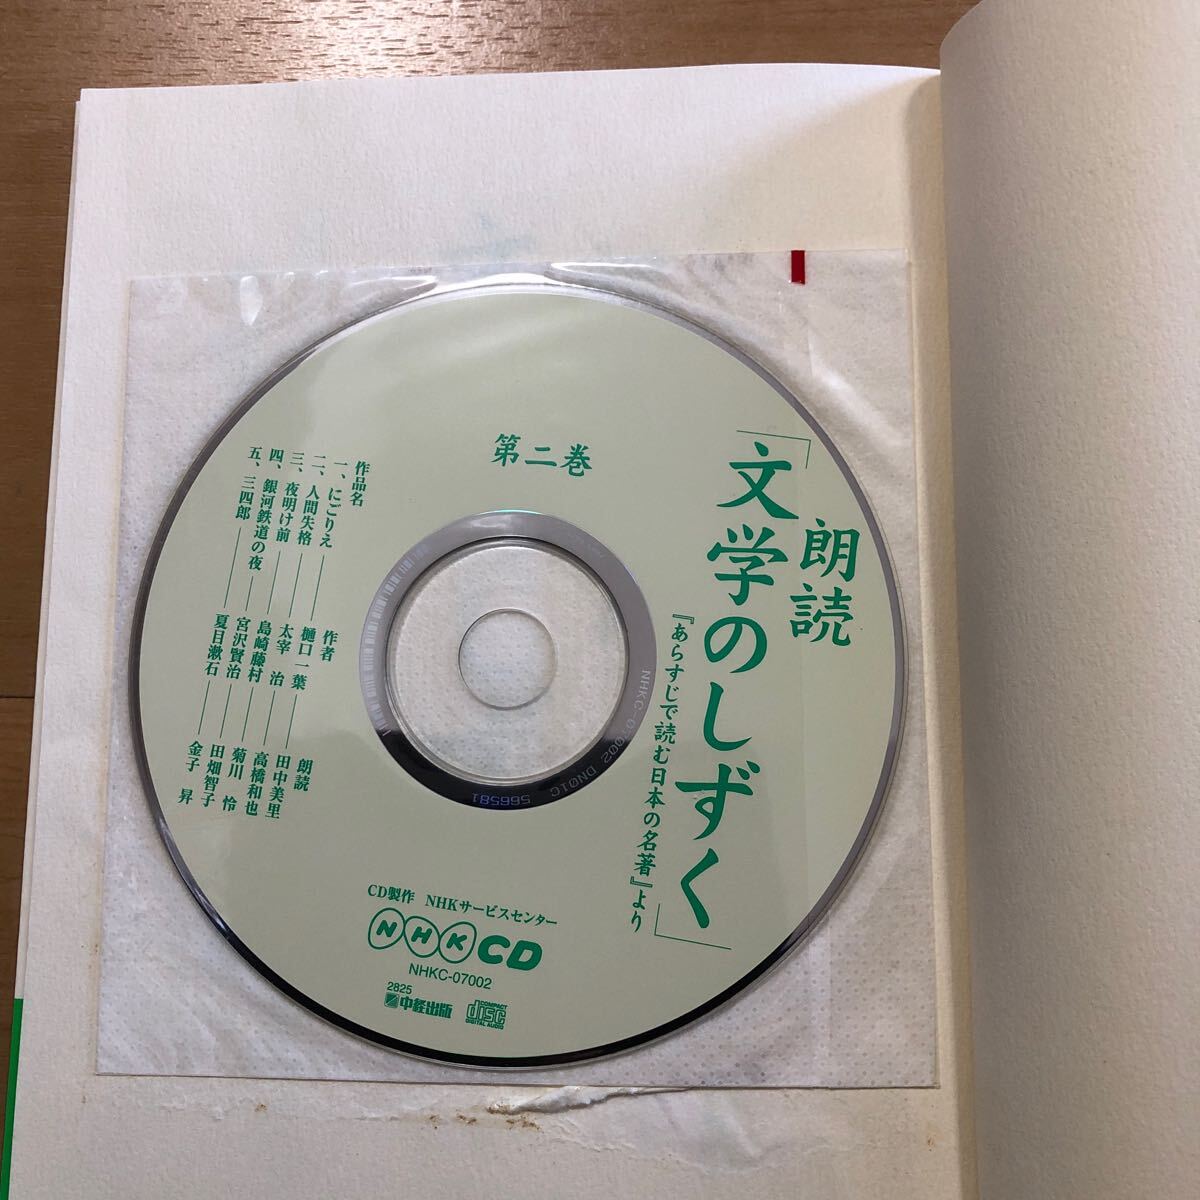 朗読
「文学のしずく」
『あらすじで読む日本の名著』より
第二巻
作品名 作者 朗読
一、にごりえ 樋口一葉 田中美里
二、人間失格 太宰 治 高橋和也
三、夜明け前 島崎藤村 菊川 怜
四、銀河鉄道の夜 宮沢賢治 田畑智子
五、三四郎 夏目漱石 金子 昇
CD製作 NHKサービスセンター
NHK CD
NHKC-07002
2825
中経出版
COMPACT
disc
DIGITAL AUDIO
NHKC-07002 DN01C
566581